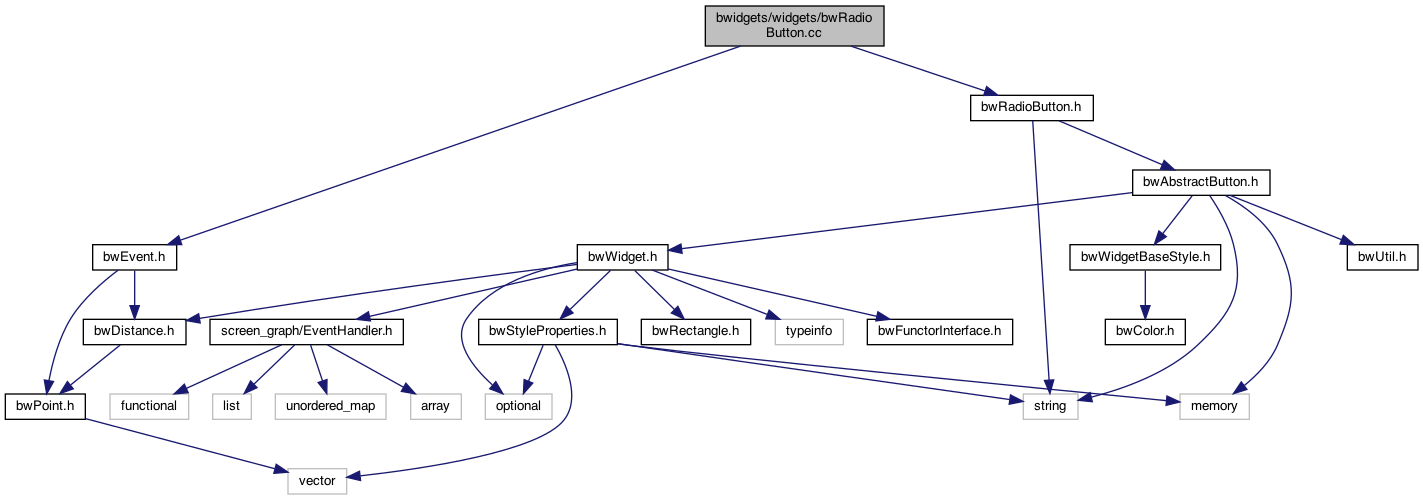 bwidgets/widgets/bwRadio
Button.cc
bwRadioButton.h
bwAbstractButton.h
bwEvent.h
bwWidget.h
bwWidgetBaseStyle.h
bwUtil.h
bwDistance.h
screen_graph/EventHandler.h
bwStyleProperties.h
bwRectangle.h
typeinfo
bwFunctorInterface.h
bwColor.h
bwPoint.h
functional
list
unordered_map
array
optional
string
memory
vector